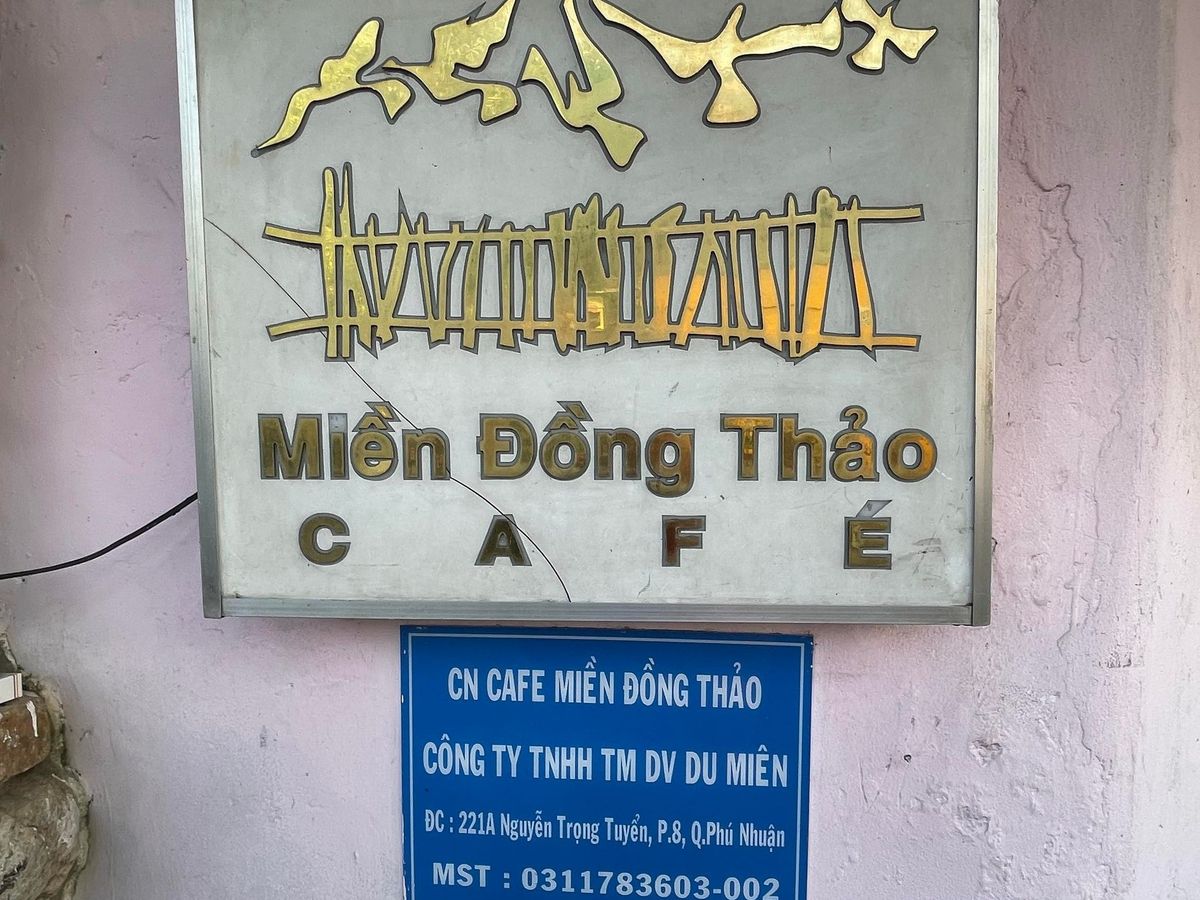 Miền Đồng Thảo
CAFÉ
CN CAFE MIỀN ĐỒNG THẢO
CÔNG TY TNHH TM DV DU MIÊN
ĐC : 221A Nguyễn Trọng Tuyển, P.8, Q.Phú Nhuận
MST : 0311783603-002